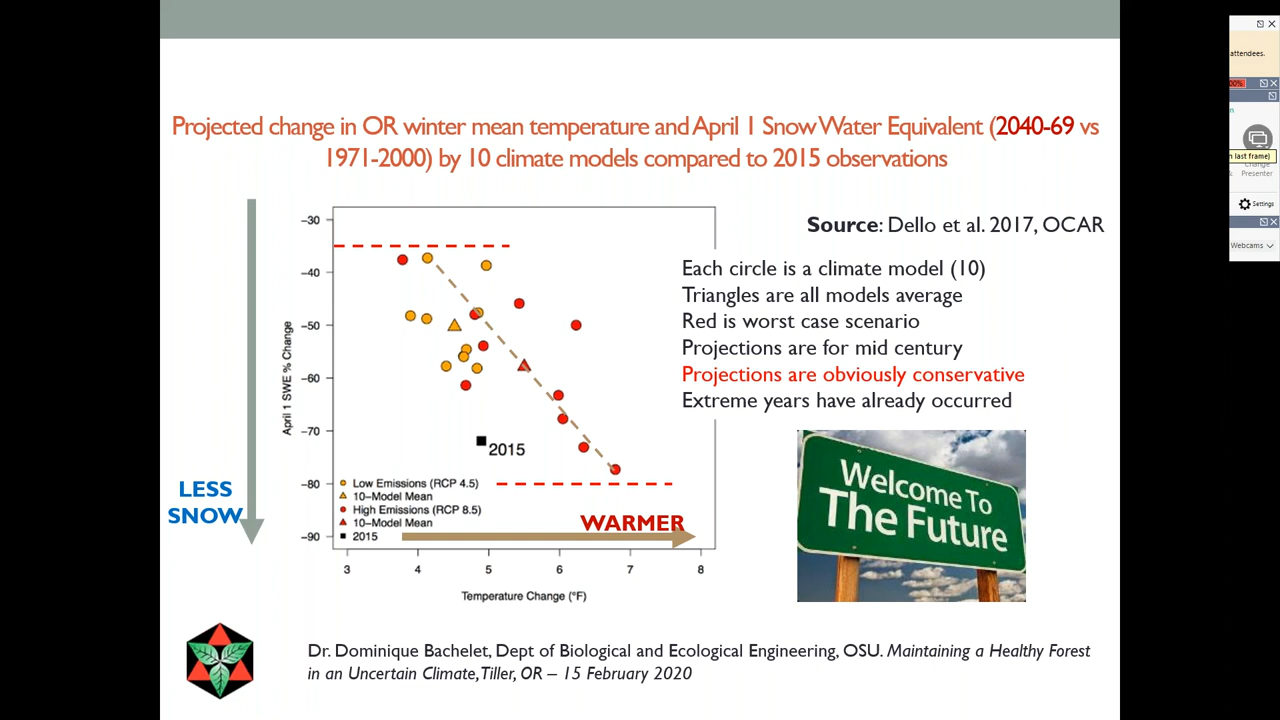 Projected change in OR winter mean temperature and April 1 Snow Water Equivalent (2040-69 vs
1971-2000) by 10 climate models compared to 2015 observations
Source: Dello et al. 2017, OCAR
Each circle is a climate model (10)
Triangles are all models average
Red is worst case scenario
Projections are for mid century
Projections are obviously conservative
Extreme years have already occurred
April 1 SWE % Change
−30
−40
−50
−60
−70
−80
−90
2015
Low Emissions (RCP 4.5)
10−Model Mean
High Emissions (RCP 8.5)
10−Model Mean
2015
WARMER
3 4 5 6 7 8
Temperature Change (°F)
LESS
SNOW
Welcome To
The Future
Dr. Dominique Bachelet, Dept of Biological and Ecological Engineering, OSU. Maintaining a Healthy Forest
in an Uncertain Climate, Tiller, OR – 15 February 2020
attendees.
00%
n last frame)
Change
Presenter
Settings
Webcams